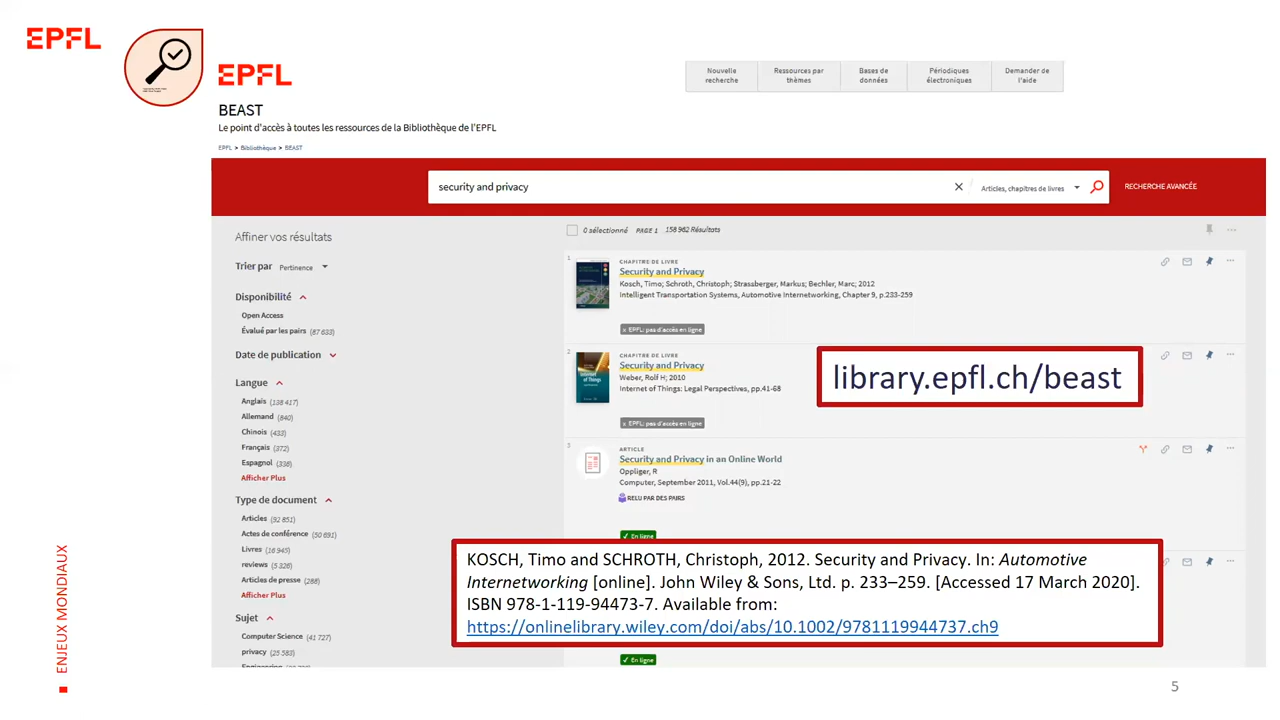 EPFL
EPFL
BEAST
Le point d'accès à toutes les ressources de la Bibliothèque de l'EPFL
EPFL > Bibliothèque > BEAST
Nouvelle recherche
Ressources par thèmes
Bases de données
Périodiques électroniques
Demander de l'aide
security and privacy
Articles, chapitres de livres
RECHERCHE AVANCÉE
Affiner vos résultats
Trier par Pertinence
Disponibilité
Open Access
Évalué par les pairs (87 633)
Date de publication
Langue
Anglais (138 417)
Allemand (840)
Chinois (433)
Français (372)
Espagnol (338)
Afficher Plus
Type de document
Articles (92 851)
Actes de conférence (50 691)
Livres (16 945)
reviews (5 326)
Articles de presse (288)
Afficher Plus
Sujet
Computer Science (41 727)
privacy (25 583)
0 sélectionné PAGE 1 158 962 Résultats
1
CHAPITRE DE LIVRE
Security and Privacy
Kosch, Timo; Schroth, Christoph; Strassberger, Markus; Bechler, Marc; 2012
Intelligent Transportation Systems, Automotive Internetworking, Chapter 9, p.233-259
x EPFL: pas d'accès en ligne
2
CHAPITRE DE LIVRE
Security and Privacy
Weber, Rolf H; 2010
Internet of Things: Legal Perspectives, pp.41-68
x EPFL: pas d'accès en ligne
library.epfl.ch/beast
ARTICLE
Security and Privacy in an Online World
Oppliger, R
Computer, September 2011, Vol.44(9), pp.21-22
RELU PAR DES PAIRS
En ligne
KOSCH, Timo and SCHROTH, Christoph, 2012. Security and Privacy. In: Automotive
Internetworking [online]. John Wiley & Sons, Ltd. p. 233–259. [Accessed 17 March 2020].
ISBN 978-1-119-94473-7. Available from:
https://onlinelibrary.wiley.com/doi/abs/10.1002/9781119944737.ch9
En ligne
ENJEUX MONDIAUX
5